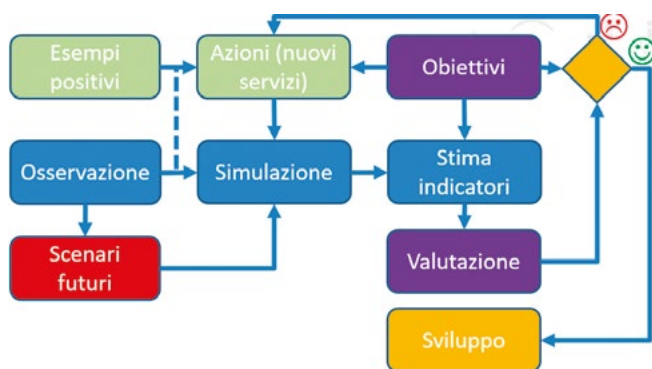 Esempi
positivi
Azioni (nuovi
servizi)
Obiettivi
Osservazione
Simulazione
Stima
indicatori
Scenari
futuri
Valutazione
Sviluppo